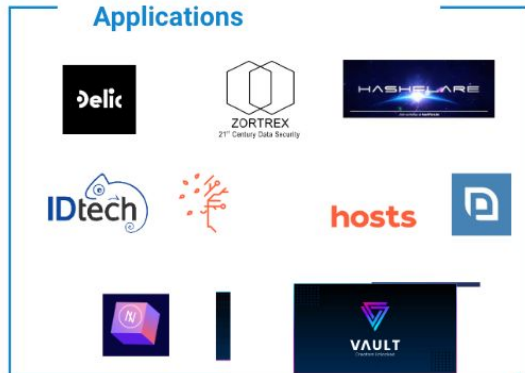 Applications
Delic
ZORTREX
21st Century Data Security
HASHFLARE
IDtech
hosts
VAULT